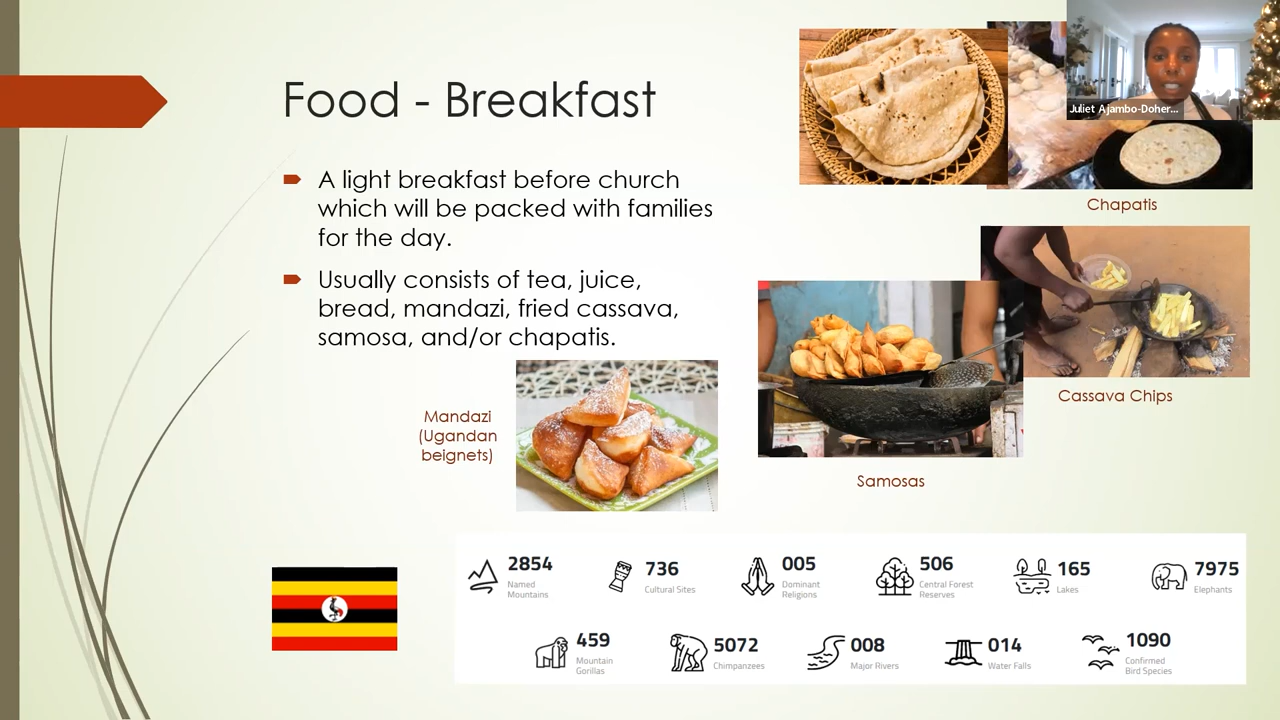 Juliet Ajambo-Doher...
Food - Breakfast
A light breakfast before church
which will be packed with families
for the day.
Usually consists of tea, juice,
bread, mandazi, fried cassava,
samosa, and/or chapatis.
Chapatis
Cassava Chips
Mandazi
(Ugandan
beignets)
Samosas
2854
Named
Mountains
736
Cultural Sites
005
Dominant
Religions
506
Central Forest
Reserves
165
Lakes
7975
Elephants
459
Mountain
Gorillas
5072
Chimpanzees
008
Major Rivers
014
Water Falls
1090
Confirmed
Bird Species